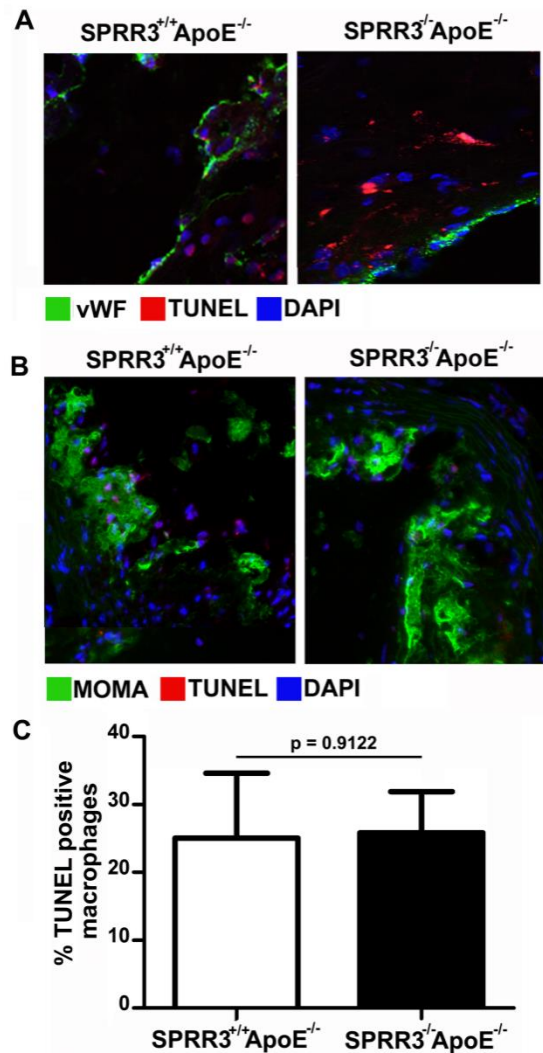 A
SPRR3+/+ApoE-/- SPRR3-/-ApoE-/-
vWF TUNEL DAPI
B
SPRR3+/+ApoE-/- SPRR3-/-ApoE-/-
MOMA TUNEL DAPI
C
40
p = 0.9122
30
20
10
0
% TUNEL positive
macrophages
SPRR3+/+ApoE-/- SPRR3-/-ApoE-/-